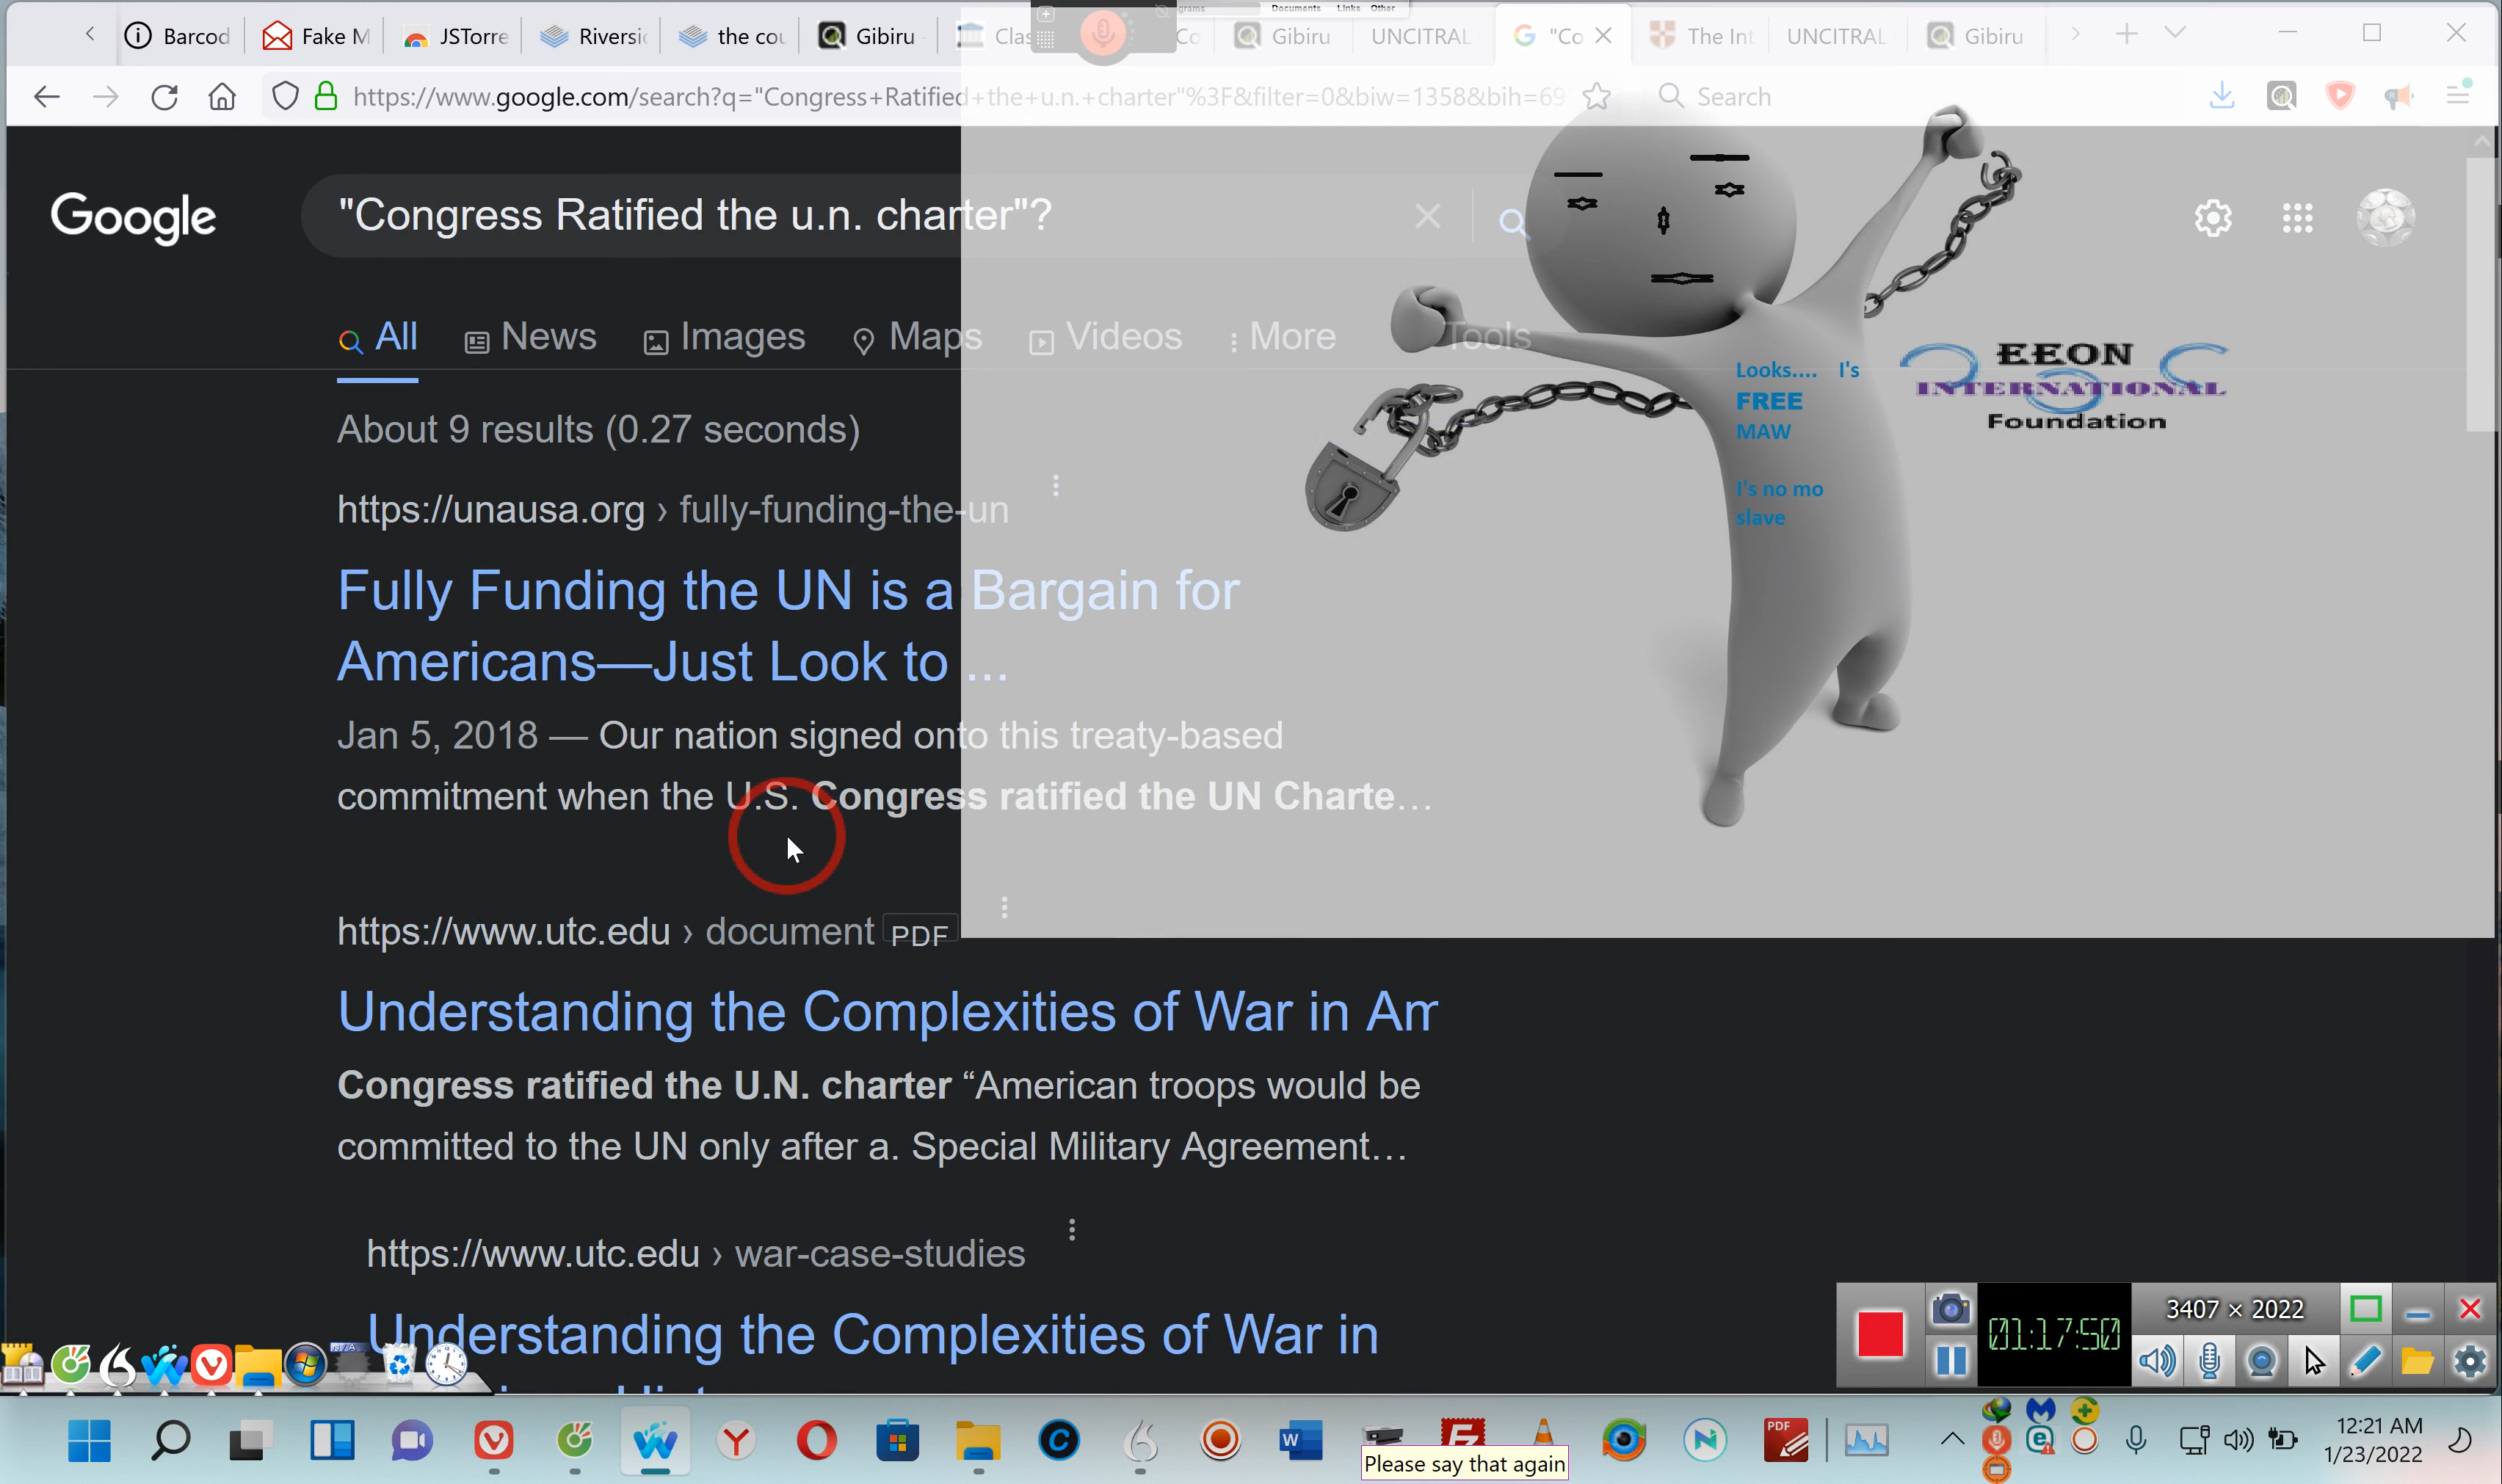 Documents Links Other
Barcod
Fake M
JSTorre
Riversi
the cou
Gibiru
Clas
Co
Gibiru
UNCITRAL
"Co
The Int
UNCITRAL
Gibiru
https://www.google.com/search?q="Congress+Ratified+the+u.n.+charter"%3F&filter=0&biw=1358&bih=69
Search
Google
"Congress Ratified the u.n. charter"?
All News Images Maps Videos More Tools
About 9 results (0.27 seconds)
https://unausa.org › fully-funding-the-un
Fully Funding the UN is a Bargain for
Americans—Just Look to ...
Jan 5, 2018 — Our nation signed onto this treaty-based
commitment when the U.S. Congress ratified the UN Charte...
https://www.utc.edu › document PDF
Understanding the Complexities of War in Am
Congress ratified the U.N. charter “American troops would be
committed to the UN only after a. Special Military Agreement...
https://www.utc.edu › war-case-studies
Understanding the Complexities of War in
Looks.... I's
FREE
MAW
I's no mo
slave
EEON
INTERNATIONAL
Foundation
01:17:50
3407 × 2022
PDF
Please say that again
12:21 AM
1/23/2022